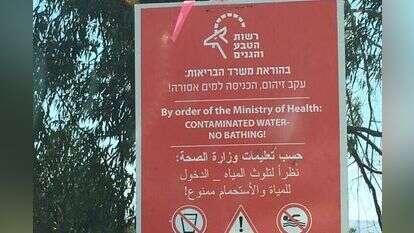 רשות
הטבע
והגנים
בהוראת משרד הבריאות:
עקב זיהום, הכניסה למים אסורה!
By order of the Ministry of Health:
CONTAMINATED WATER-
NO BATHING!
حسب تعليمات وزارة الصحة:
نظراً لتلوث المياه _ الدخول
للمياة والأستحمام ممنوع!